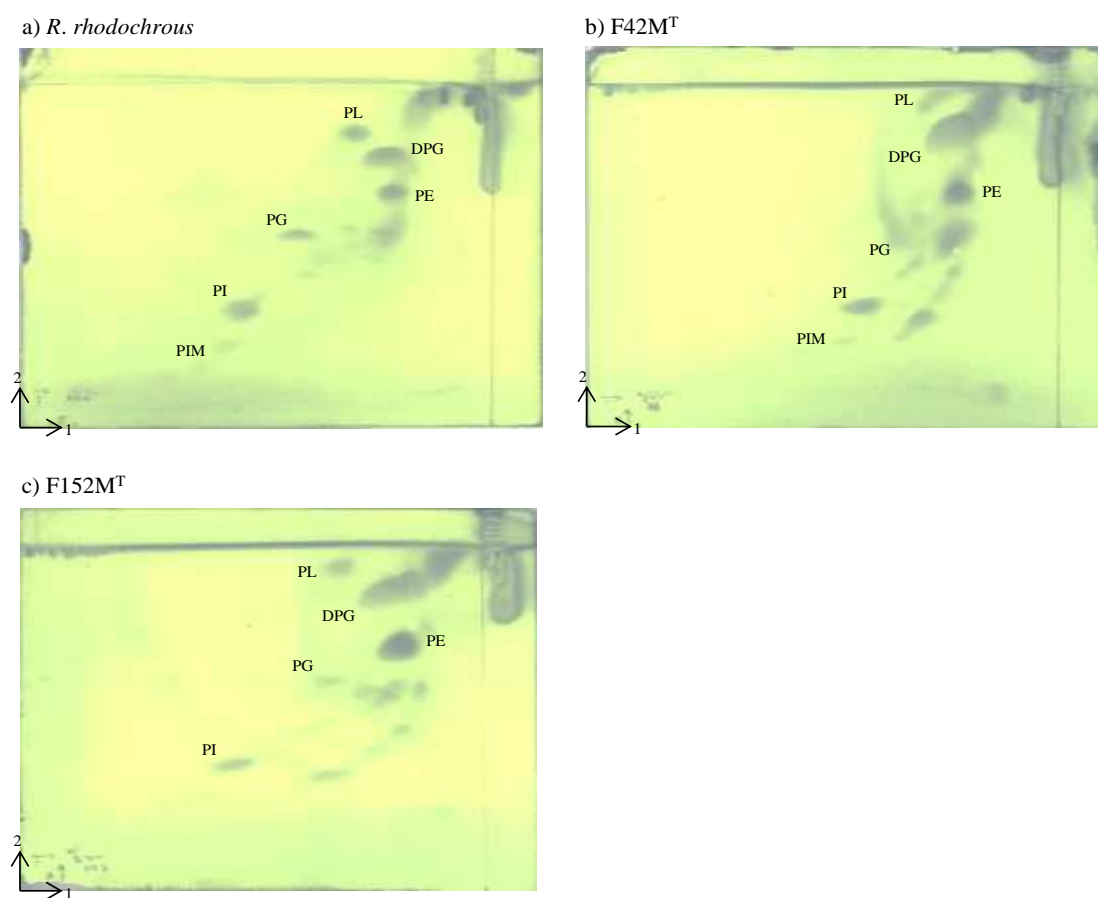 a) R. rhodochrous
PL
DPG
PE
PG
PI
PIM
2
1
b) F42Mᵀ
PL
DPG
PE
PG
PI
PIM
2
1
c) F152Mᵀ
PL
DPG
PE
PG
PI
2
1